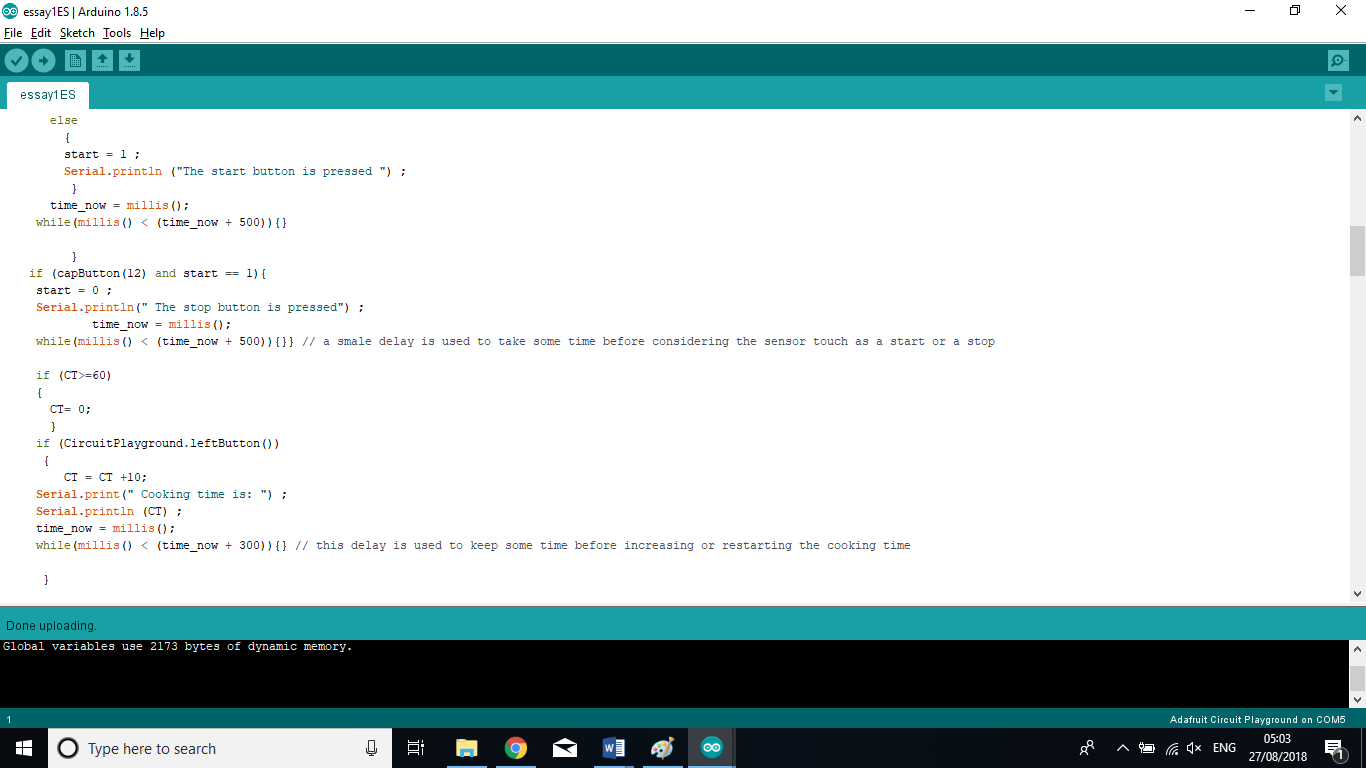 essay1ES | Arduino 1.8.5
File Edit Sketch Tools Help
essay1ES
else
{
start = 1 ;
Serial.println ("The start button is pressed ") ;
}
time_now = millis();
while(millis() < (time_now + 500)){}
}
if (capButton(12) and start == 1){
start = 0 ;
Serial.println(" The stop button is pressed") ;
time_now = millis();
while(millis() < (time_now + 500)){}} // a smale delay is used to take some time before considering the sensor touch as a start or a stop
if (CT>=60)
{
CT= 0;
}
if (CircuitPlayground.leftButton())
{
CT = CT +10;
Serial.print(" Cooking time is: ") ;
Serial.println (CT) ;
time_now = millis();
while(millis() < (time_now + 300)){} // this delay is used to keep some time before increasing or restarting the cooking time
}
Done uploading.
Global variables use 2173 bytes of dynamic memory.
1
Adafruit Circuit Playground on COM5
Type here to search
ENG
05:03
27/08/2018
1